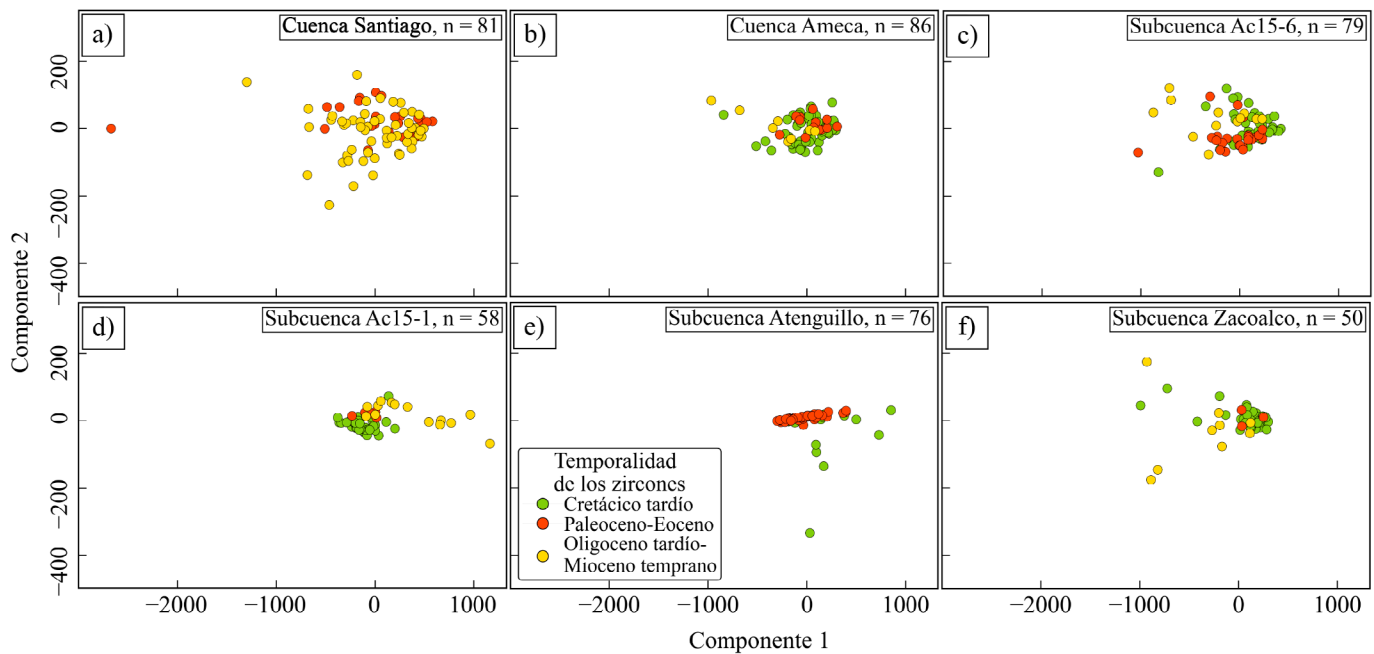 a)
Cuenca Santiago, n = 81
b)
Cuenca Ameca, n = 86
c)
Subcuenca Ac15-6, n = 79
200
0
−200
−400
d)
Subcuenca Ac15-1, n = 58
e)
Subcuenca Atenguillo, n = 76
f)
Subcuenca Zacoalco, n = 50
200
0
−200
−400
Componente 2
Temporalidad
de los zircones
Cretácico tardío
Paleoceno-Eoceno
Oligoceno tardío-
Mioceno temprano
−2000 −1000 0 1000
−2000 −1000 0 1000
−2000 −1000 0 1000
Componente 1